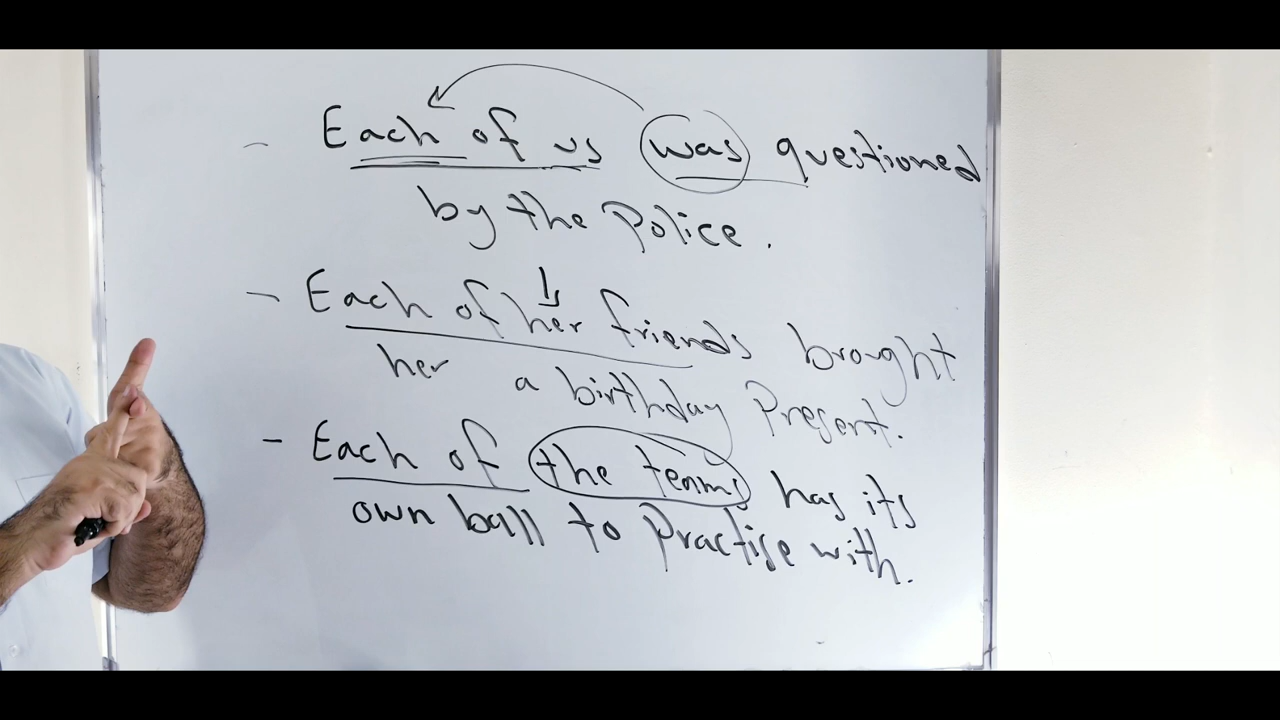 - Each of us was questioned
by the Police.
- Each of her friends brought
her a birthday Present.
- Each of the teams has its
own ball to Practise with.